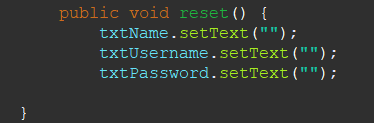 public void reset() {
txtName.setText("");
txtUsername.setText("");
txtPassword.setText("");
}